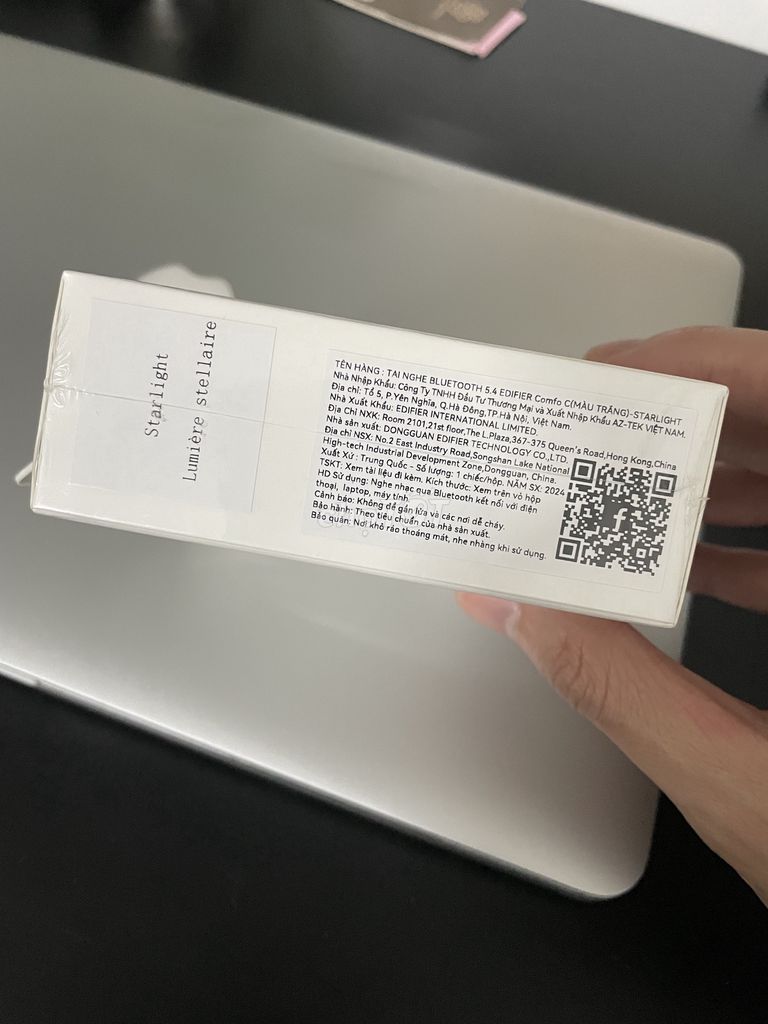 Starlight
Lumière stellaire
TÊN HÀNG : TAI NGHE BLUETOOTH 5.4 EDIFIER Comfo C(MÀU TRẮNG)-STARLIGHT
Nhà Nhập Khẩu: Công Ty TNHH Đầu Tư Thương Mại và Xuất Nhập Khẩu AZ-TEK VIỆT NAM.
Địa chỉ: Tổ 5, P.Yên Nghĩa, Q.Hà Đông,TP.Hà Nội, Việt Nam.
Nhà Xuất Khẩu: EDIFIER INTERNATIONAL LIMITED.
Địa Chỉ NXK: Room 2101,21st floor,The L.Plaza,367-375 Queen's Road,Hong Kong,China
Nhà sản xuất: DONGGUAN EDIFIER TECHNOLOGY CO.,LTD.
Địa chỉ NSX: No.2 East Industry Road,Songshan Lake National
High-tech Industrial Development Zone,Dongguan, China.
Xuất Xứ : Trung Quốc - Số lượng: 1 chiếc/hộp. NĂM SX: 2024
TSKT: Xem tài liệu đi kèm. Kích thước: Xem trên vỏ hộp
HD Sử dụng: Nghe nhạc qua Bluetooth kết nối với điện
thoại, laptop, máy tính.
Cảnh báo: Không để gần lửa và các nơi dễ cháy.
Bảo hành: Theo tiêu chuẩn của nhà sản xuất.
Bảo quản: Nơi khô ráo thoáng mát, nhẹ nhàng khi sử dụng.